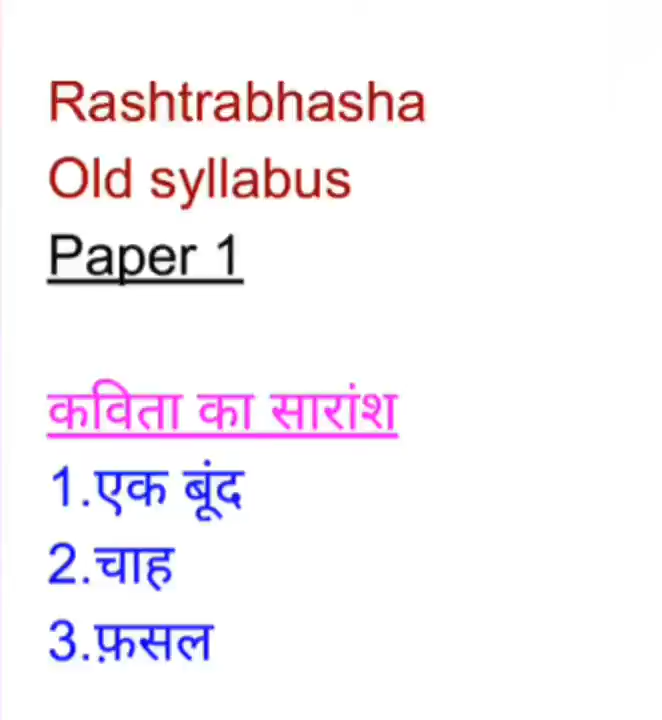 Rashtrabhasha
Old syllabus
Paper 1
कविता का सारांश
1.एक बूंद
2.चाह
3.फ़सल